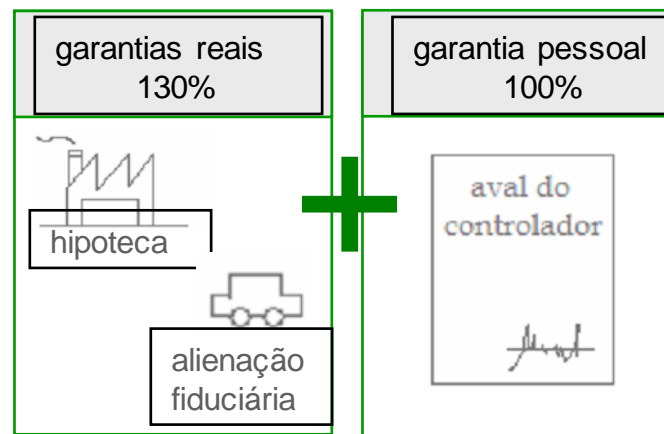 garantias reais
130%
hipoteca
alienação
fiduciária
garantia pessoal
100%
aval do
controlador